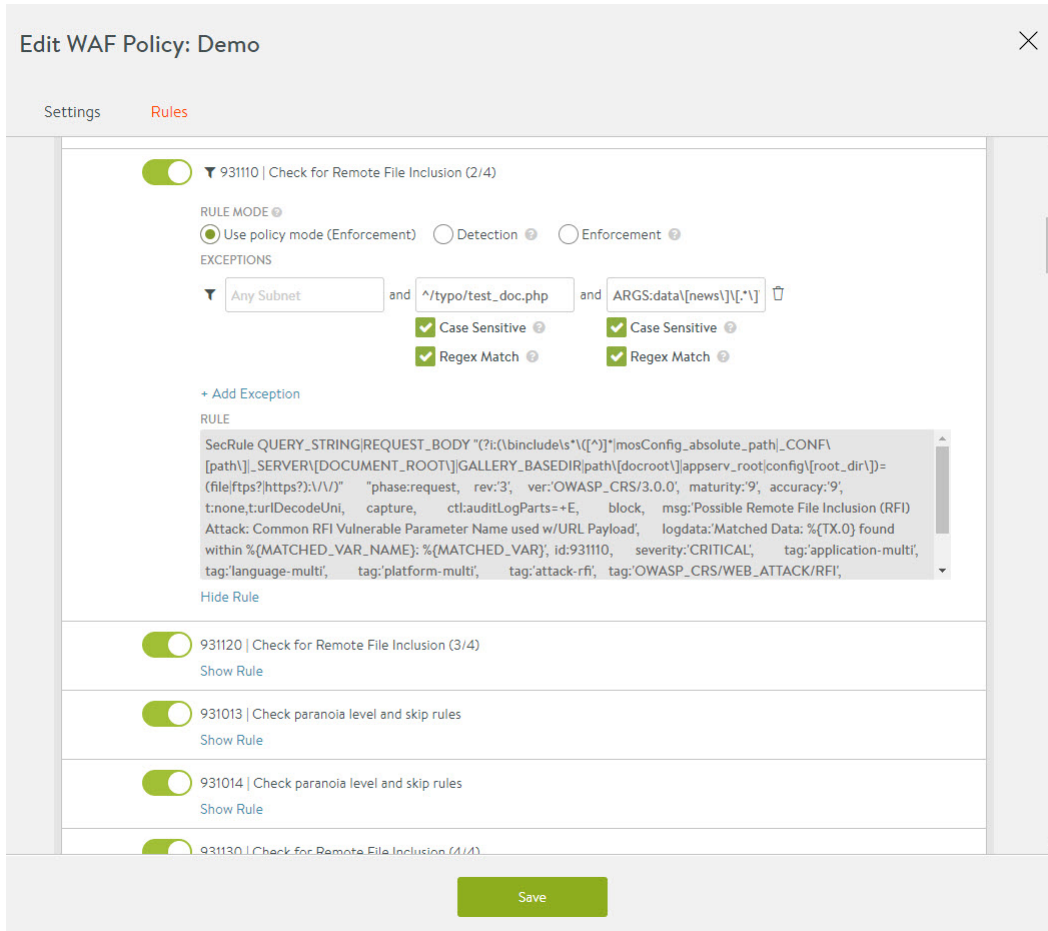 Edit WAF Policy: Demo
Settings Rules
931110 | Check for Remote File Inclusion (2/4)
RULE MODE
Use policy mode (Enforcement) Detection Enforcement
EXCEPTIONS
Any Subnet and ^/typo/test_doc.php and ARGS:data\[news\]\[.*\]
Case Sensitive Case Sensitive
Regex Match Regex Match
+ Add Exception
RULE
SecRule QUERY_STRING|REQUEST_BODY "(?i:(\binclude\s*\([^)]*|mosConfig_absolute_path|_CONF\
[path\]|_SERVER\[DOCUMENT_ROOT\]|GALLERY_BASEDIR|path\[docroot\]|appserv_root|config\[root_dir\])=
(file|ftps?|https?):\/\/)" "phase:request, rev:'3', ver:'OWASP_CRS/3.0.0', maturity:'9', accuracy:'9',
t:none,t:urlDecodeUni, capture, ctl:auditLogParts=+E, block, msg:'Possible Remote File Inclusion (RFI)
Attack: Common RFI Vulnerable Parameter Name used w/URL Payload', logdata:'Matched Data: %{TX.0} found
within %{MATCHED_VAR_NAME}: %{MATCHED_VAR}', id:931110, severity:'CRITICAL', tag:'application-multi',
tag:'language-multi', tag:'platform-multi', tag:'attack-rfi', tag:'OWASP_CRS/WEB_ATTACK/RFI',
Hide Rule
931120 | Check for Remote File Inclusion (3/4)
Show Rule
931013 | Check paranoia level and skip rules
Show Rule
931014 | Check paranoia level and skip rules
Show Rule
931130 | Check for Remote File Inclusion (4/4)
Save